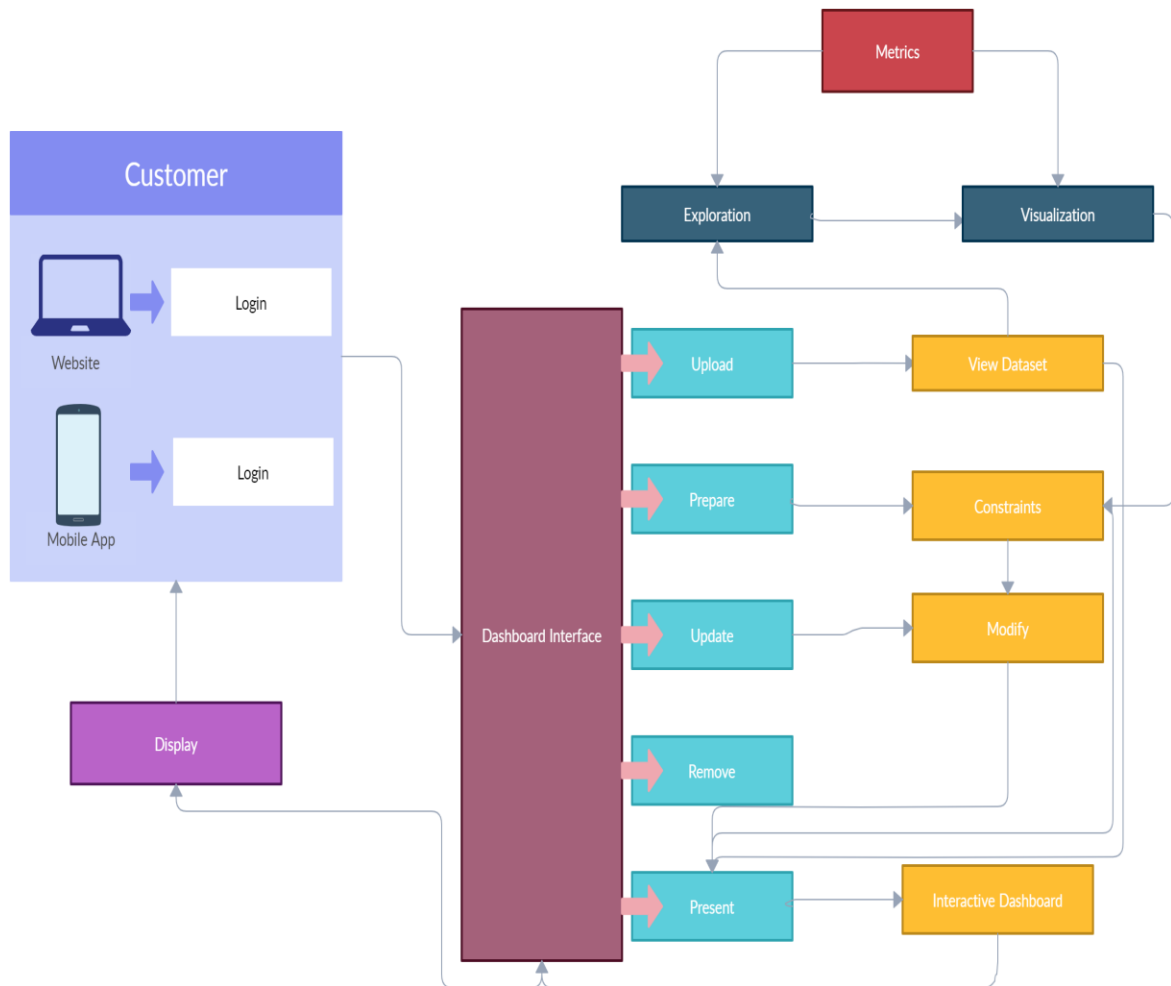 Metrics
Customer
Exploration
Visualization
Login
Website
Upload
View Dataset
Login
Mobile App
Prepare
Constraints
Dashboard Interface
Update
Modify
Display
Remove
Present
Interactive Dashboard